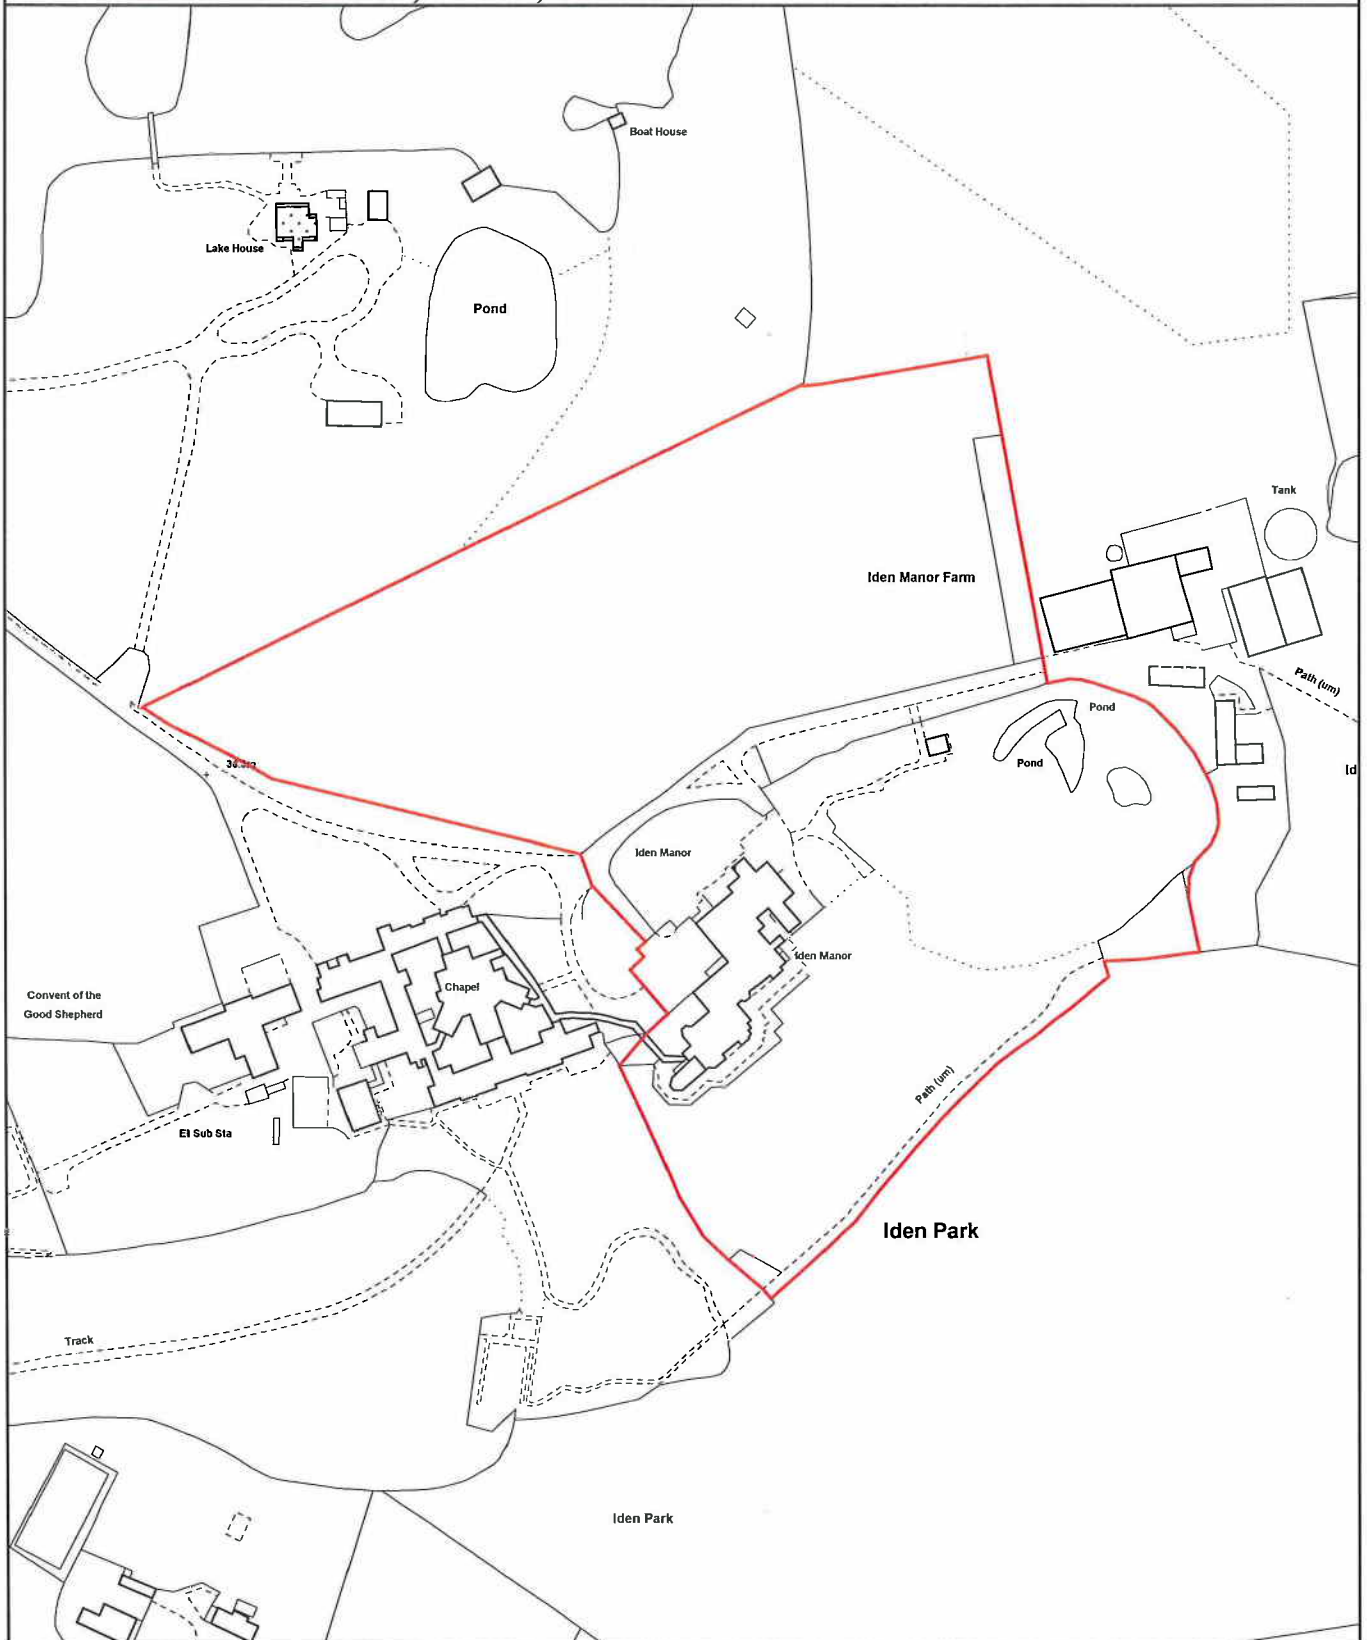 Boat House
Lake House
Pond
Tank
Iden Manor Farm
Path (um)
Pond
Pond
Id
Iden Manor
Iden Manor
Chapel
Convent of the
Good Shepherd
El Sub Sta
Path (um)
Iden Park
Track
Iden Park